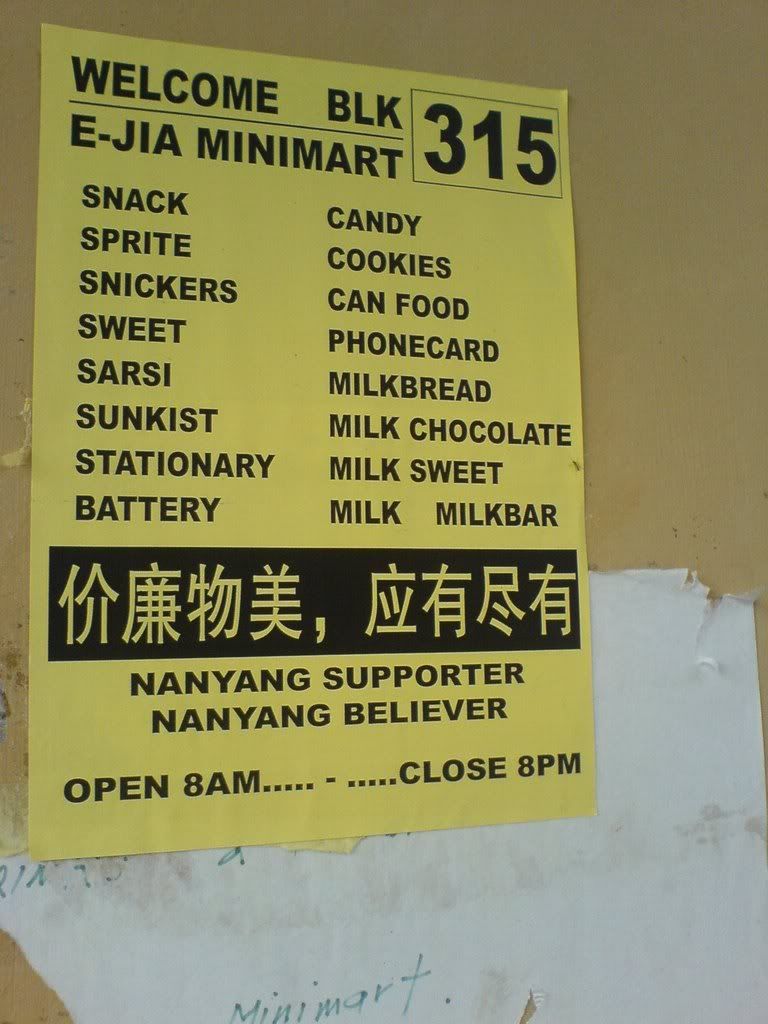 WELCOME BLK 315
E-JIA MINIMART
SNACK
SPRITE
SNICKERS
SWEET
SARSI
SUNKIST
STATIONARY
BATTERY
CANDY
COOKIES
CAN FOOD
PHONECARD
MILKBREAD
MILK CHOCOLATE
MILK SWEET
MILK MILKBAR
价廉物美，应有尽有
NANYANG SUPPORTER
NANYANG BELIEVER
OPEN 8AM..... - .....CLOSE 8PM
Minimart.